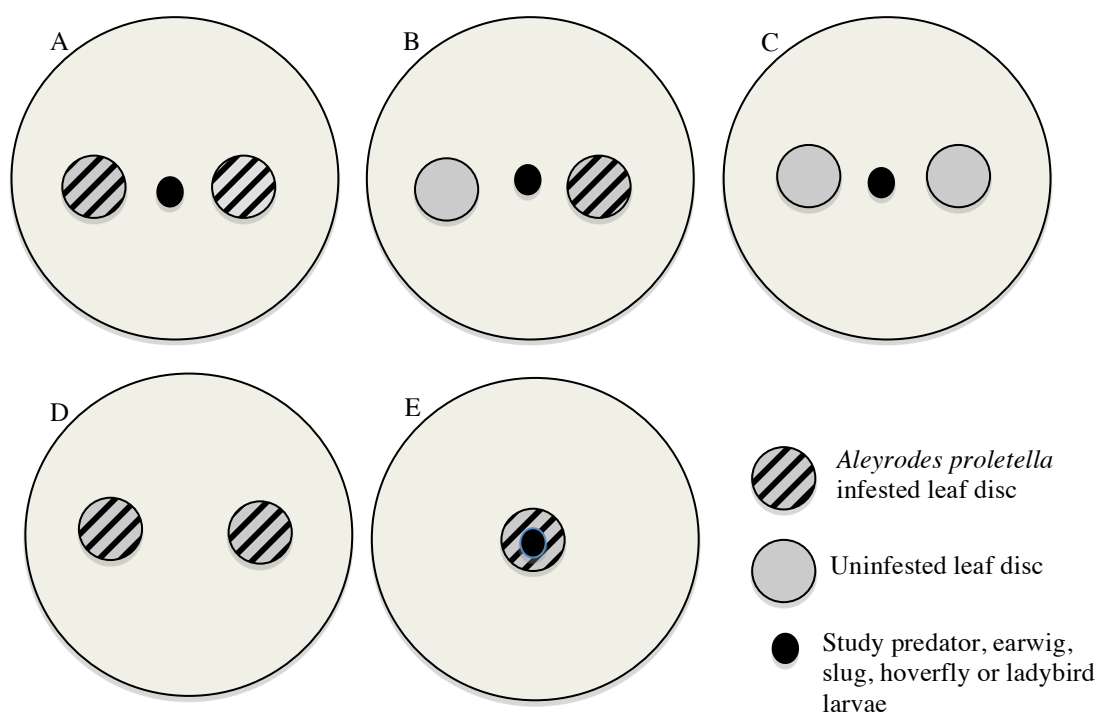 A
B
C
D
E
Aleyrodes proletella
infested leaf disc
Uninfested leaf disc
Study predator, earwig,
slug, hoverfly or ladybird
larvae